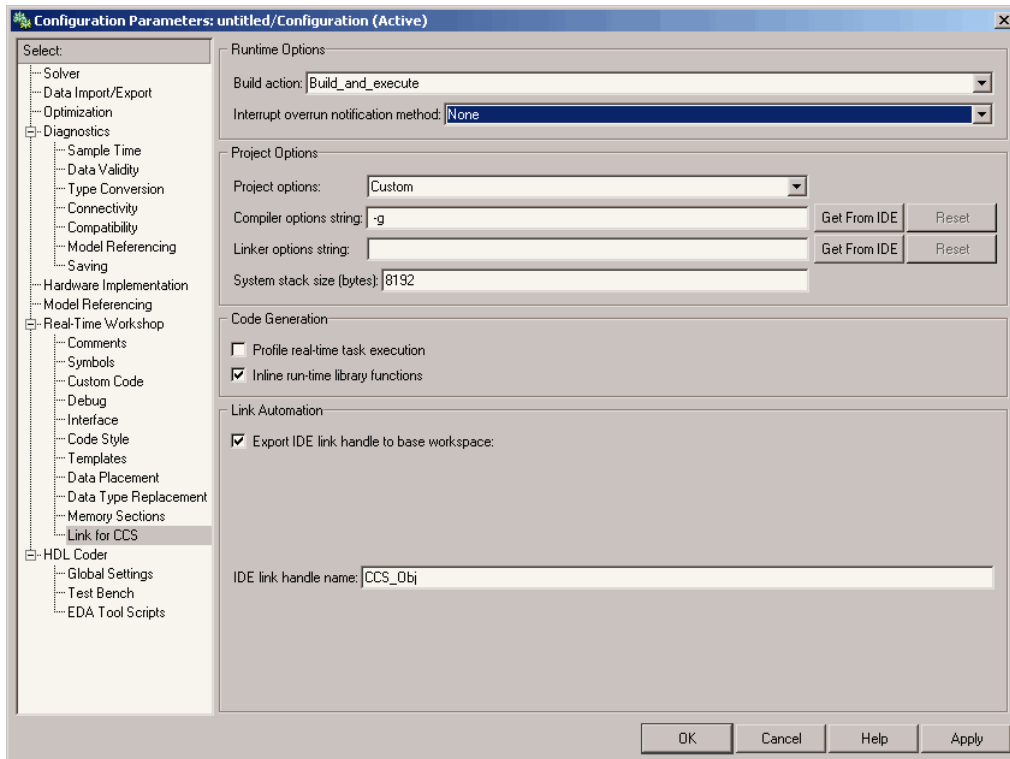 Configuration Parameters: untitled/Configuration (Active)
Select:
Solver
Data Import/Export
Optimization
Diagnostics
Sample Time
Data Validity
Type Conversion
Connectivity
Compatibility
Model Referencing
Saving
Hardware Implementation
Model Referencing
Real-Time Workshop
Comments
Symbols
Custom Code
Debug
Interface
Code Style
Templates
Data Placement
Data Type Replacement
Memory Sections
Link for CCS
HDL Coder
Global Settings
Test Bench
EDA Tool Scripts
Runtime Options
Build action: Build_and_execute
Interrupt overrun notification method: None
Project Options
Project options: Custom
Compiler options string: -g Get From IDE Reset
Linker options string: Get From IDE Reset
System stack size (bytes): 8192
Code Generation
Profile real-time task execution
Inline run-time library functions
Link Automation
Export IDE link handle to base workspace:
IDE link handle name: CCS_Obj
OK Cancel Help Apply